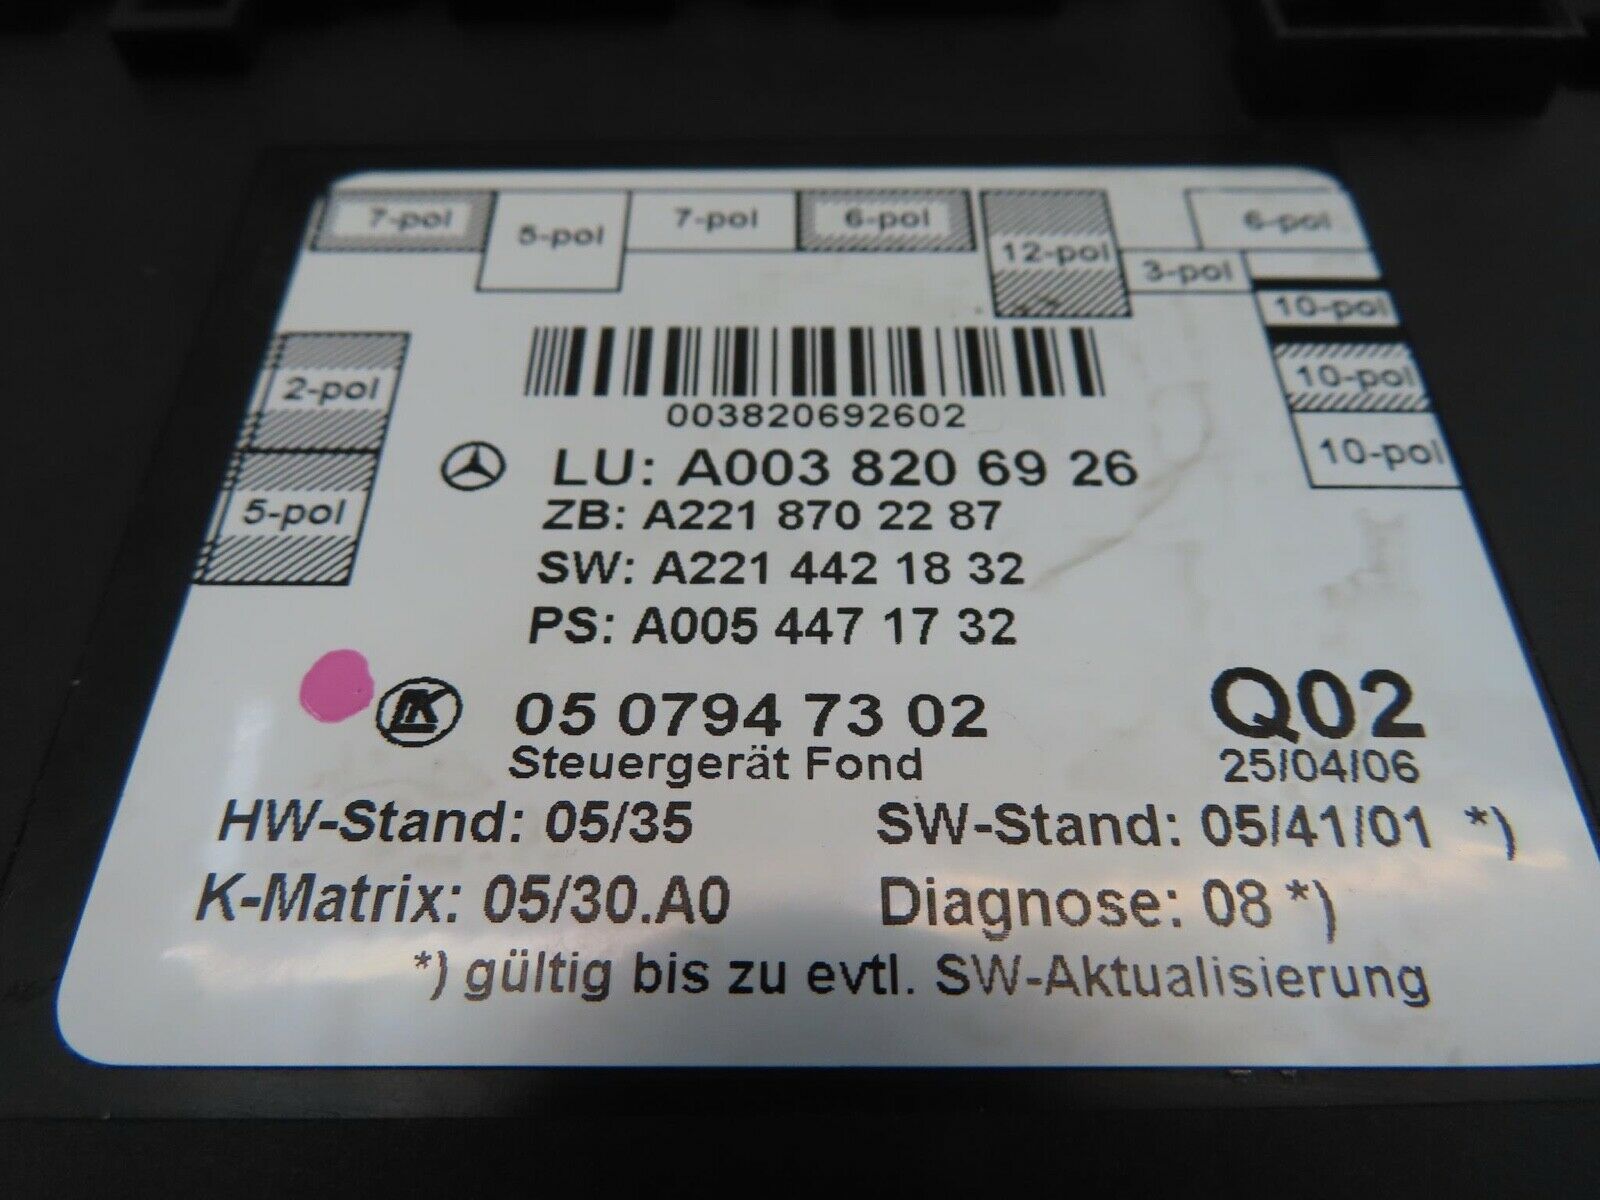 7-pol
5-pol
7-pol
6-pol
12-pol
3-pol
6-pol
10-pol
10-pol
10-pol
2-pol
5-pol
003820692602
LU: A003 820 69 26
ZB: A221 870 22 87
SW: A221 442 18 32
PS: A005 447 17 32
05 0794 73 02
Q02
Steuergerät Fond
25/04/06
HW-Stand: 05/35
SW-Stand: 05/41/01 *)
K-Matrix: 05/30.A0
Diagnose: 08 *)
*) gültig bis zu evtl. SW-Aktualisierung